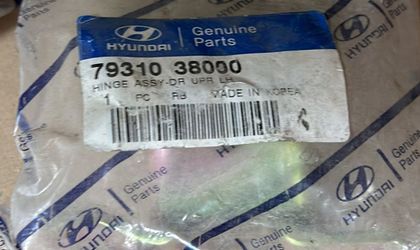 HYUNDAI
Genuine
Parts
79310 38000
HINGE ASSY-DR UPR LH
1 PC RB MADE IN KOREA
HYUNDAI
Genuine
Parts
HYUNDAI
Genuine
Parts